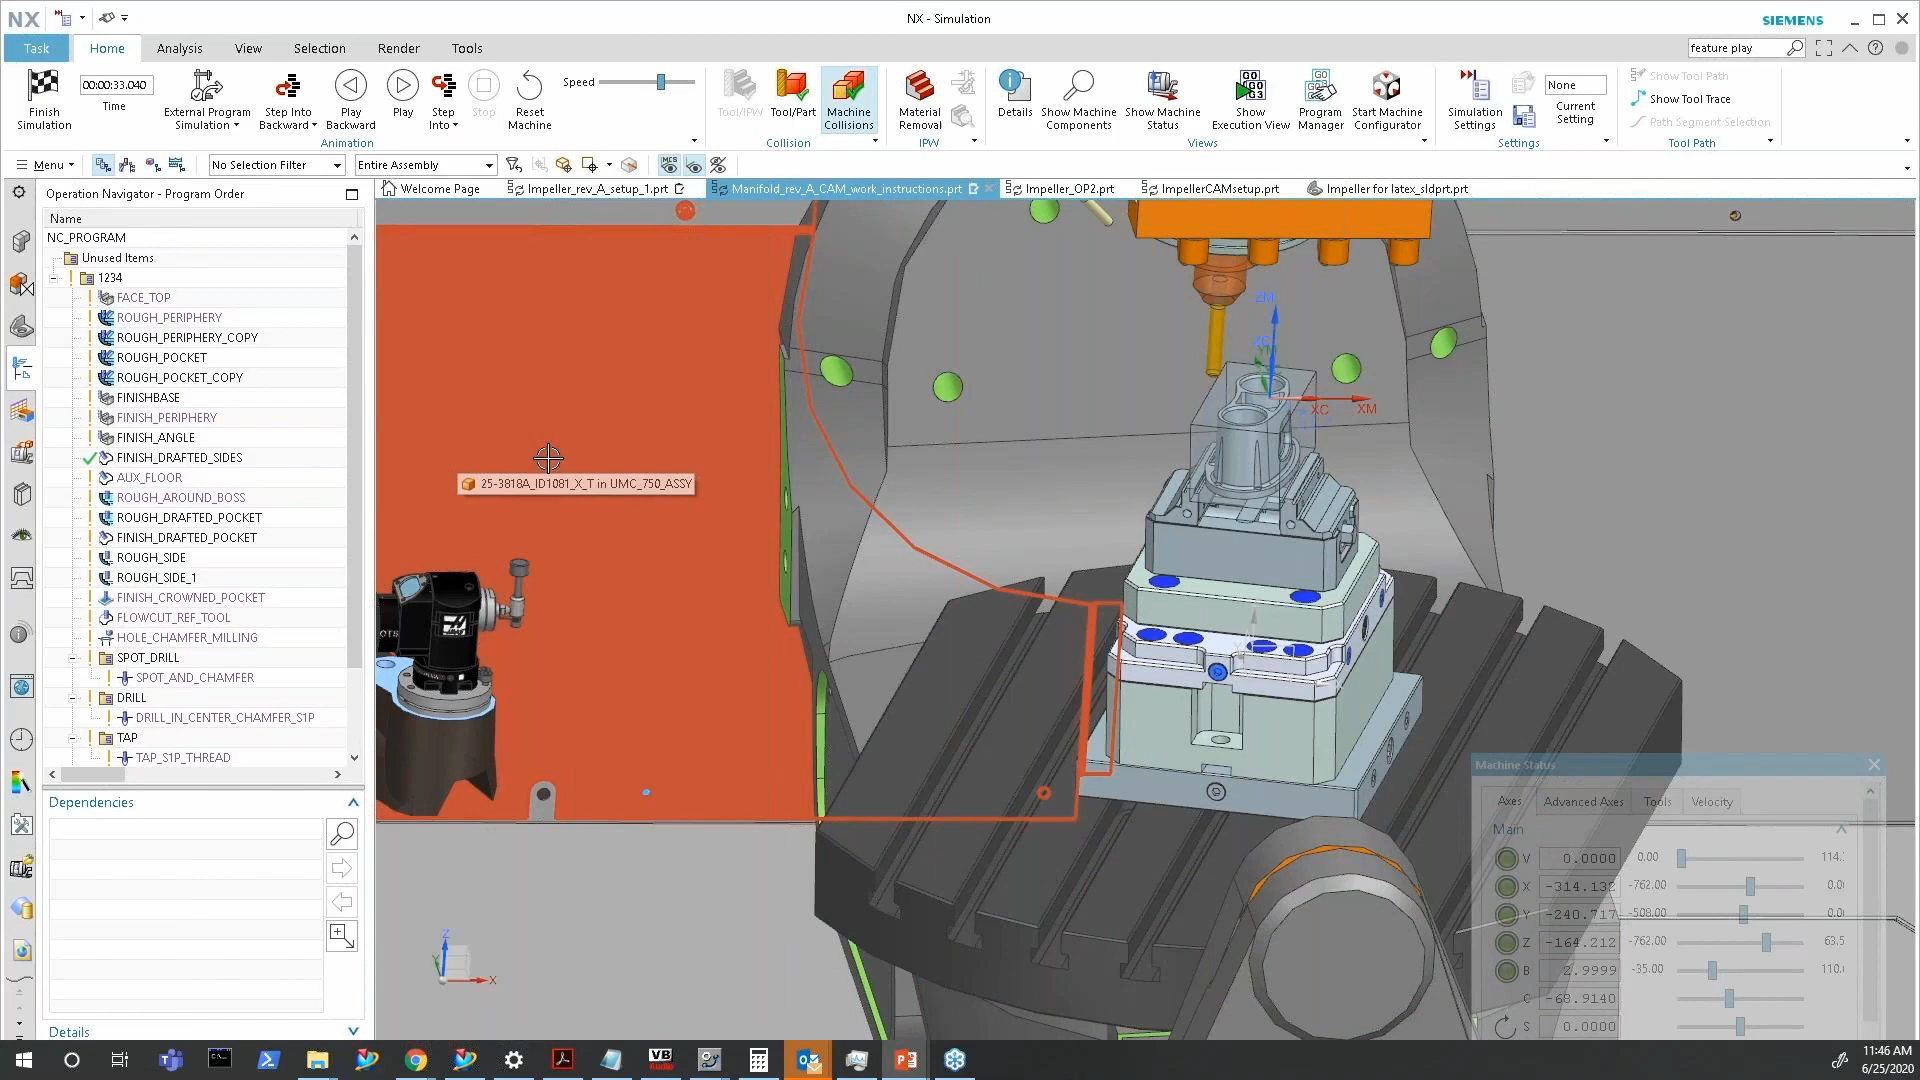 NX
NX - Simulation
SIEMENS
Task
Home
Analysis
View
Selection
Render
Tools
feature play
Finish Simulation
00:00:33.040
Time
External Program Simulation
Step Into Backward
Play Backward
Play
Step Into
Stop
Reset Machine
Speed
Animation
Tool/IPW
Tool/Part
Machine Collisions
Collision
Material Removal
IPW
Details
Show Machine Components
Show Machine Status
Show Execution View
Program Manager
Start Machine Configurator
Views
Simulation Settings
None
Current Setting
Settings
Show Tool Path
Show Tool Trace
Path Segment Selection
Tool Path
Menu
No Selection Filter
Entire Assembly
Operation Navigator - Program Order
Welcome Page
Impeller_rev_A_setup_1.prt
Manifold_rev_A_CAM_work_instructions.prt
Impeller_OP2.prt
ImpellerCAMsetup.prt
Impeller for latex_sldprt.prt
Name
NC_PROGRAM
Unused Items
1234
FACE_TOP
ROUGH_PERIPHERY
ROUGH_PERIPHERY_COPY
ROUGH_POCKET
ROUGH_POCKET_COPY
FINISHBASE
FINISH_PERIPHERY
FINISH_ANGLE
FINISH_DRAFTED_SIDES
AUX_FLOOR
ROUGH_AROUND_BOSS
ROUGH_DRAFTED_POCKET
FINISH_DRAFTED_POCKET
ROUGH_SIDE
ROUGH_SIDE_1
FINISH_CROWNED_POCKET
FLOWCUT_REF_TOOL
HOLE_CHAMFER_MILLING
SPOT_DRILL
SPOT_AND_CHAMFER
DRILL
DRILL_IN_CENTER_CHAMFER_S1P
TAP
TAP_S1P_THREAD
Dependencies
Details
25-3818A_ID1081_X_T in UMC_750_ASSY
ZM
XC
XM
Z
X
Machine Status
Axes
Advanced Axes
Tools
Velocity
Main
V 0.0000 0.00 114.
X -314.132 -762.00 0.0
Y -240.717 -508.00 0.0
Z -164.212 -762.00 63.5
B 2.9999 -35.00 110.
C -68.9140
S 0.0000
11:46 AM
6/25/2020